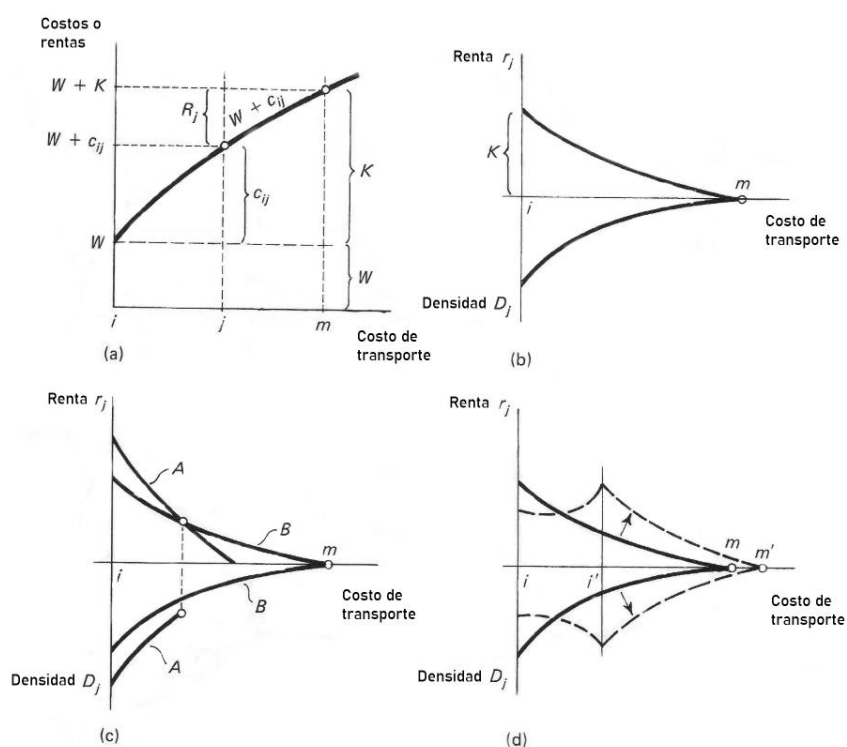 Costos o
rentas
W + K
R_j
W + c_ij
W + c_ij
K
c_ij
W
W
i
j
m
Costo de
transporte
(a)
Renta r_j
K
m
i
Costo de
transporte
Densidad D_j
(b)
Renta r_j
A
B
m
i
Costo de
transporte
B
A
Densidad D_j
(c)
Renta r_j
m
m'
i
i'
Costo de
transporte
Densidad D_j
(d)